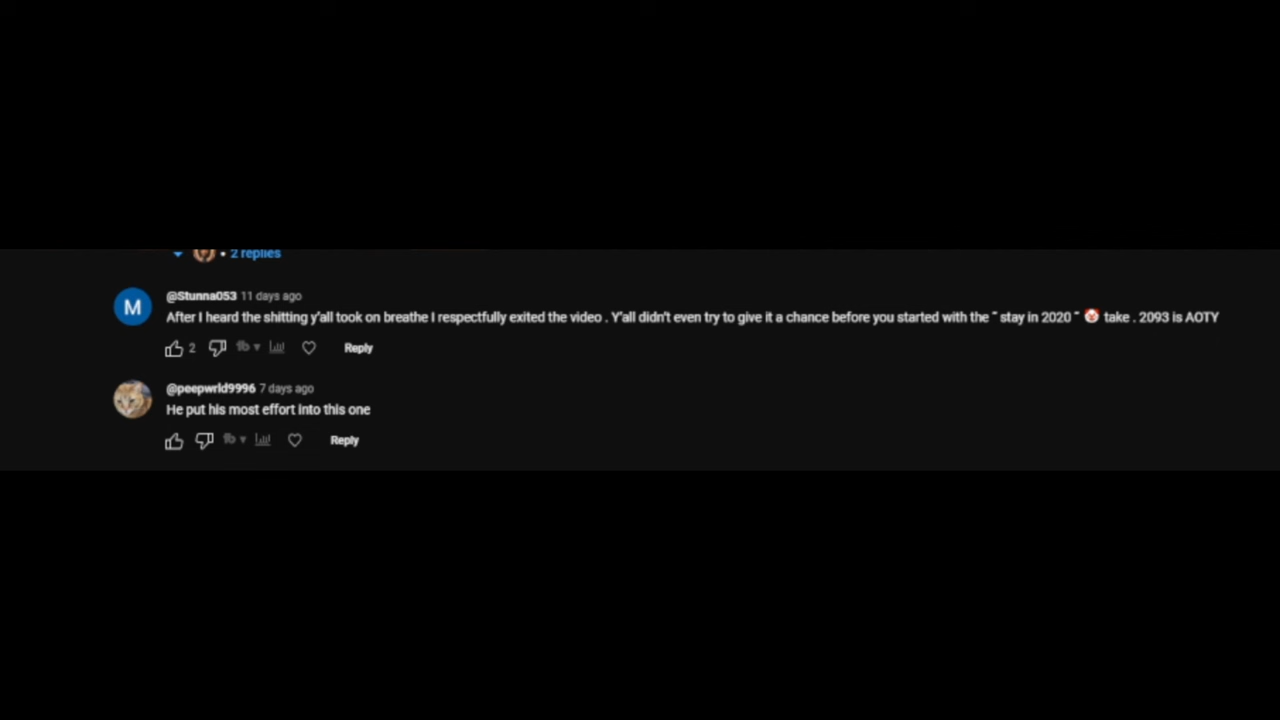 2 replies
M
@Stunna053 11 days ago
After I heard the shitting y'all took on breathe I respectfully exited the video . Y'all didn't even try to give it a chance before you started with the " stay in 2020 " 🤡 take . 2093 is AOTY
2 Reply
@peepwrld9996 7 days ago
He put his most effort into this one
Reply